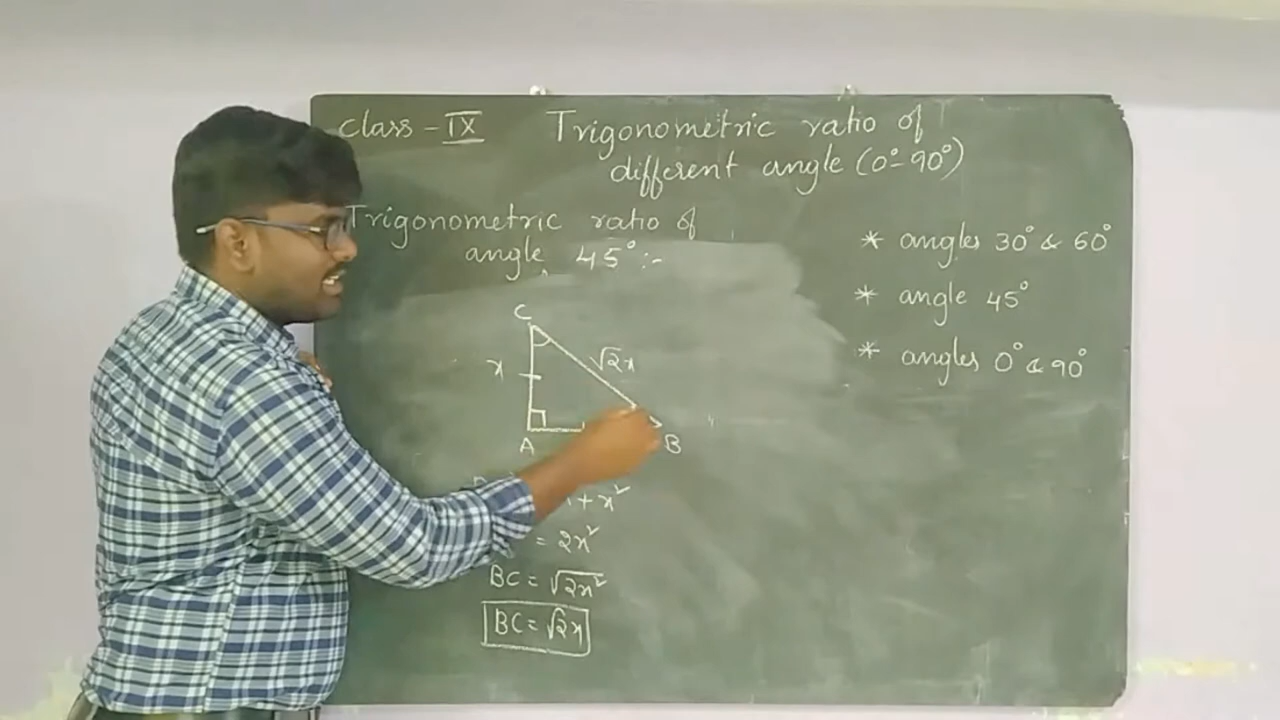 Class - IX Trigonometric ratio of
different angle (0° - 90°)
Trigonometric ratio of
angle 45° :-
* angles 30° & 60°
* angle 45°
* angles 0° & 90°
C
x
√2x
A
B
+ x²
= 2x²
BC = √2x²
BC = √2x